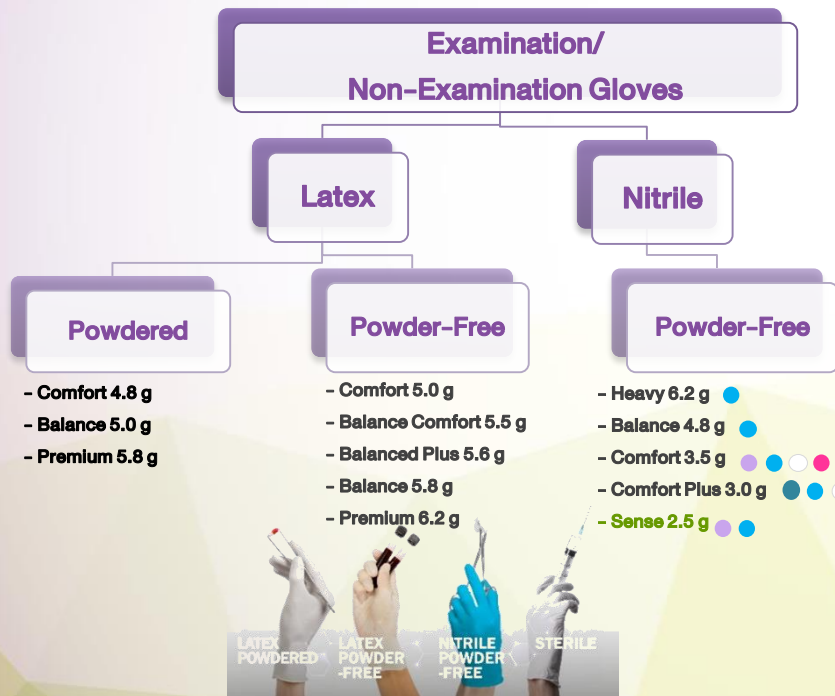 Examination/
Non-Examination Gloves
Latex
Nitrile
Powdered
Powder-Free
Powder-Free
- Comfort 4.8 g
- Balance 5.0 g
- Premium 5.8 g
- Comfort 5.0 g
- Balance Comfort 5.5 g
- Balanced Plus 5.6 g
- Balance 5.8 g
- Premium 6.2 g
- Heavy 6.2 g
- Balance 4.8 g
- Comfort 3.5 g
- Comfort Plus 3.0 g
- Sense 2.5 g
LATEX
POWDERED
LATEX
POWDER
-FREE
NITRILE
POWDER
-FREE
STERILE